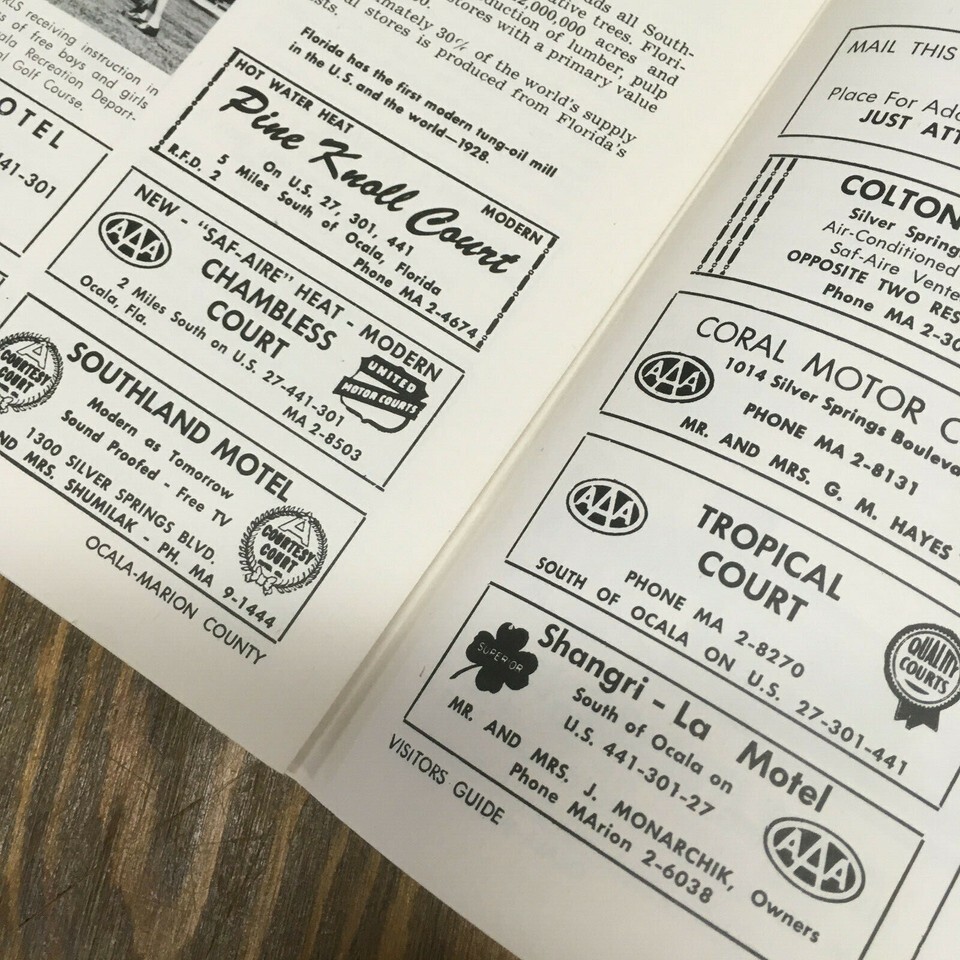 RLS receiving instruction in
of free boys and girls
Recreation Depart-
Golf Course.
OTEL
441-301
ads all South-
native trees. Flori-
2,000,000 acres and
duction of lumber, pulp
stores with a primary value
sts.
imately 30% of the world's supply
al stores is produced from Florida's
Florida has the first modern tung-oil mill
in the U.S. and the world—1928.
HOT WATER HEAT
MODERN
Pine Knoll Court
On U.S. 27, 301, 441
5 Miles South of Ocala, Florida
R.F.D. 2
Phone MA 2-4674
NEW - "SAF-AIRE" HEAT - MODERN
AAA
CHAMBLESS
COURT
2 Miles South on U.S. 27-441-301
Ocala, Fla.
MA 2-8503
UNITED
MOTOR COURTS
COURTESY
COURT
SOUTHLAND MOTEL
Modern as Tomorrow
Sound Proofed - Free TV
1300 SILVER SPRINGS BLVD.
AND MRS. SHUMILAK - PH. MA 9-1444
COURTESY
COURT
OCALA-MARION COUNTY
MAIL THIS
Place For Add
JUST ATT
COLTON
Silver Spring
Air-Conditioned
Saf-Aire Vente
OPPOSITE TWO RES
Phone MA 2-30
CORAL MOTOR C
AAA
1014 Silver Springs Bouleva
PHONE MA 2-8131
MR. AND MRS. G. M. HAYES
AAA
TROPICAL
COURT
PHONE MA 2-8270
SOUTH OF OCALA ON U.S. 27-301-441
QUALITY
COURTS
SUPERIOR
Shangri-La Motel
South of Ocala on
U.S. 441-301-27
MR. AND MRS. J. MONARCHIK, Owners
Phone MArion 2-6038
AAA
VISITORS GUIDE